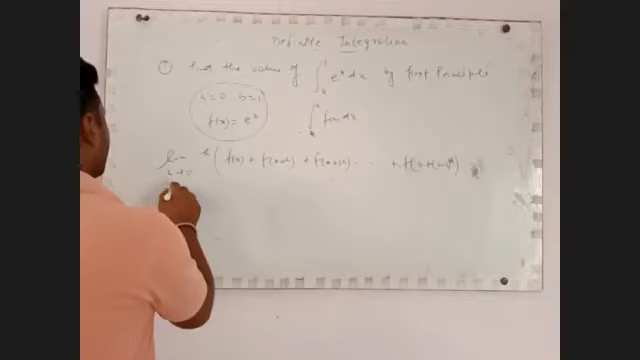 Definite Integration
① Find the value of ∫₀¹ eˣ dx by first Principle
a=0 b=1
f(x) = eˣ
∫ₐᵇ f(x) dx
lim h→0 h ( f(a) + f(a+h) + f(a+2h) ... + f(a+(n-1)h)